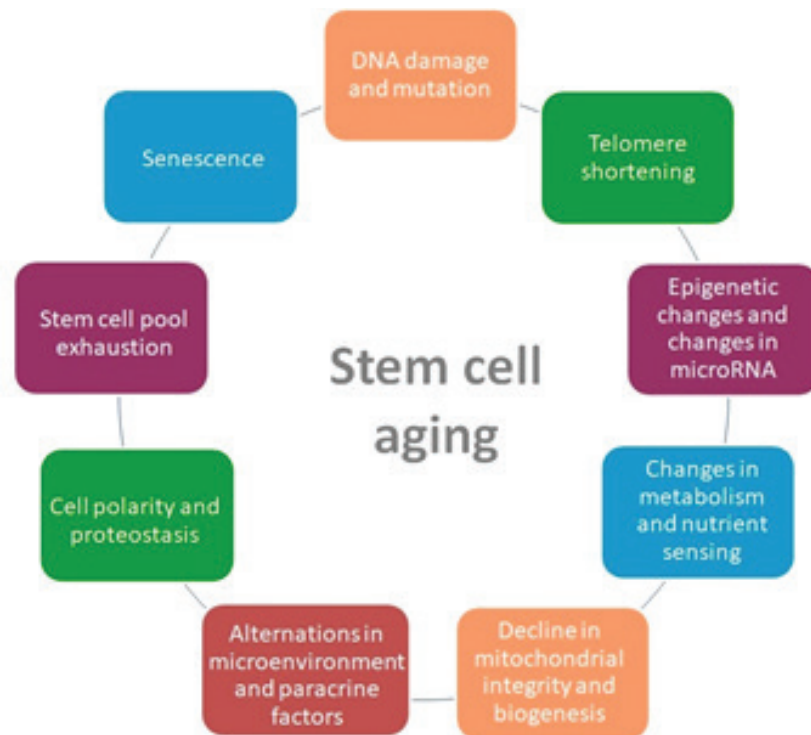 DNA damage
and mutation
Telomere
shortening
Epigenetic
changes and
changes in
microRNA
Changes in
metabolism
and nutrient
sensing
Decline in
mitochondrial
integrity and
biogenesis
Alternations in
microenvironment
and paracrine
factors
Cell polarity and
proteostasis
Stem cell pool
exhaustion
Senescence
Stem cell
aging